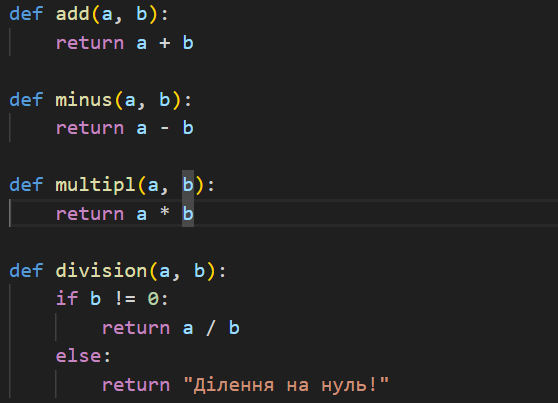 def add(a, b):
    return a + b
def minus(a, b):
    return a - b
def multipl(a, b):
    return a * b
def division(a, b):
    if b != 0:
        return a / b
    else:
        return "Ділення на нуль!"